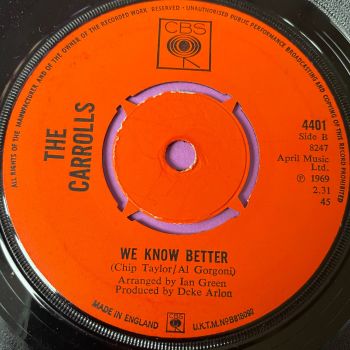 ALL RIGHTS OF THE MANUFACTURER AND OF THE OWNER OF THE RECORDED WORK RESERVED · UNAUTHORISED PUBLIC PERFORMANCE BROADCASTING AND COPYING OF THIS RECORD PROHIBITED
CBS
THE
CARROLLS
4401
Side B
8247
April Music
Ltd.
℗ 1969
2.31
45
WE KNOW BETTER
(Chip Taylor/Al Gorgoni)
Arranged by Ian Green
Produced by Deke Arlon
CBS
MADE IN ENGLAND